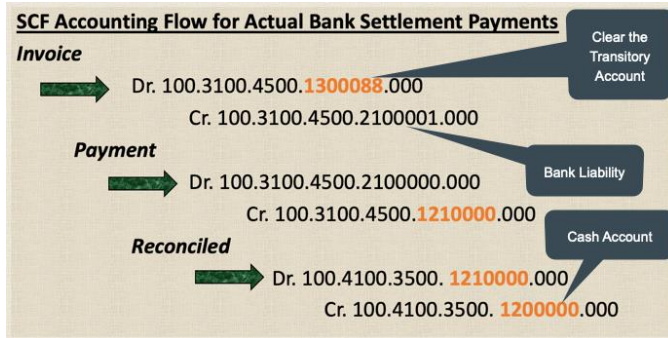 SCF Accounting Flow for Actual Bank Settlement Payments
Clear the
Transitory
Account
Invoice
Dr. 100.3100.4500.1300088.000
Cr. 100.3100.4500.2100001.000
Bank Liability
Payment
Dr. 100.3100.4500.2100000.000
Cr. 100.3100.4500.1210000.000
Cash Account
Reconciled
Dr. 100.4100.3500. 1210000.000
Cr. 100.4100.3500. 1200000.000